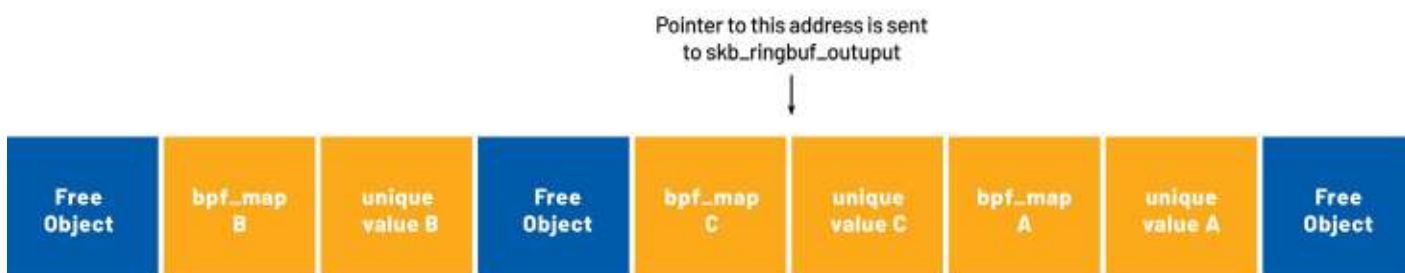 Pointer to this address is sent
to skb_ringbuf_outuput
Free
Object
bpf_map
B
unique
value B
Free
Object
bpf_map
C
unique
value C
bpf_map
A
unique
value A
Free
Object